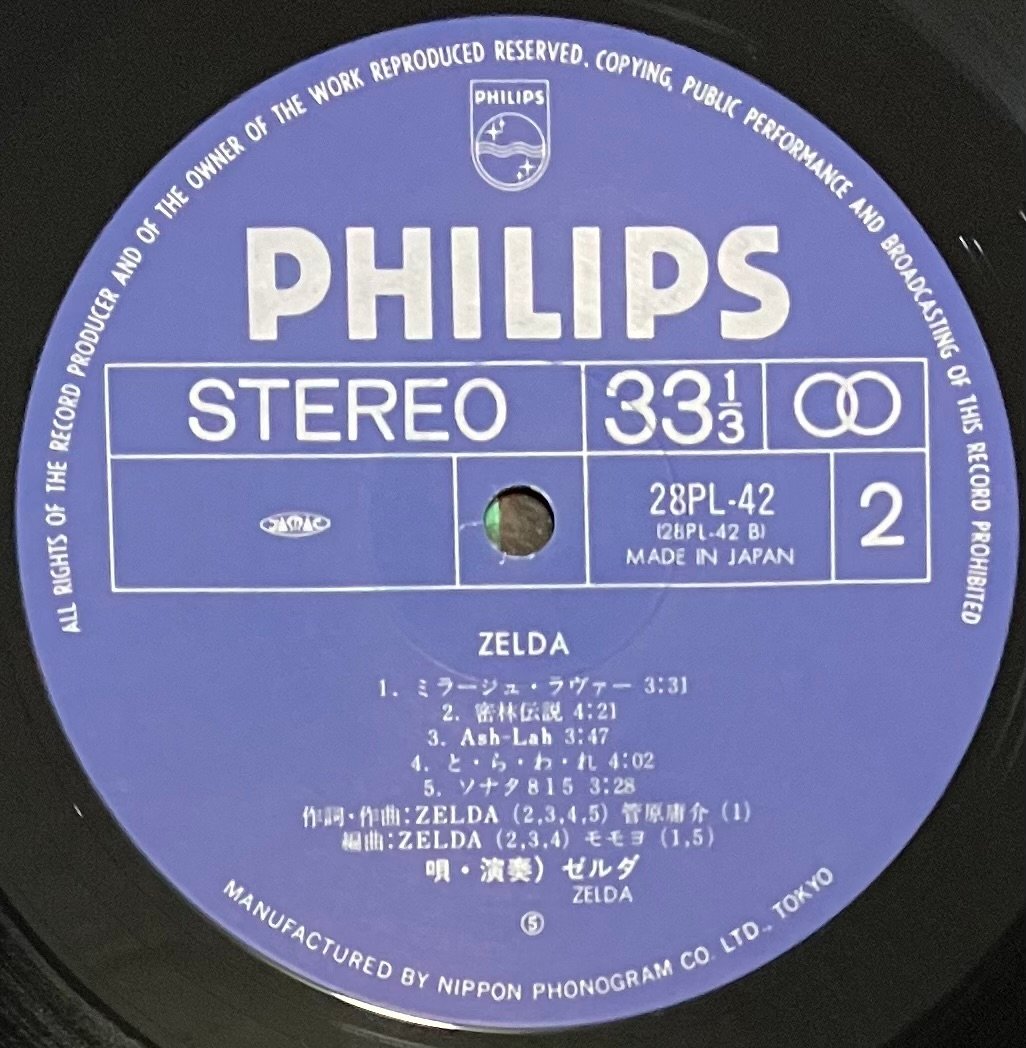 ALL RIGHTS OF THE RECORD PRODUCER AND OF THE OWNER OF THE WORK REPRODUCED RESERVED. COPYING, PUBLIC PERFORMANCE AND BROADCASTING OF THIS RECORD PROHIBITED
PHILIPS
PHILIPS
STEREO 33 1/3
JASRAC
28PL-42
(28PL-42 B)
MADE IN JAPAN
2
ZELDA
1. ミラージュ・ラヴァー 3:31
2. 密林伝説 4:21
3. Ash-Lah 3:47
4. と・ら・わ・れ 4:02
5. ソナタ815 3:28
作詞・作曲:ZELDA (2,3,4,5) 菅原庸介 (1)
編曲:ZELDA (2,3,4) モモヨ (1,5)
唄・演奏) ゼルダ
ZELDA
⑤
MANUFACTURED BY NIPPON PHONOGRAM CO. LTD., TOKYO